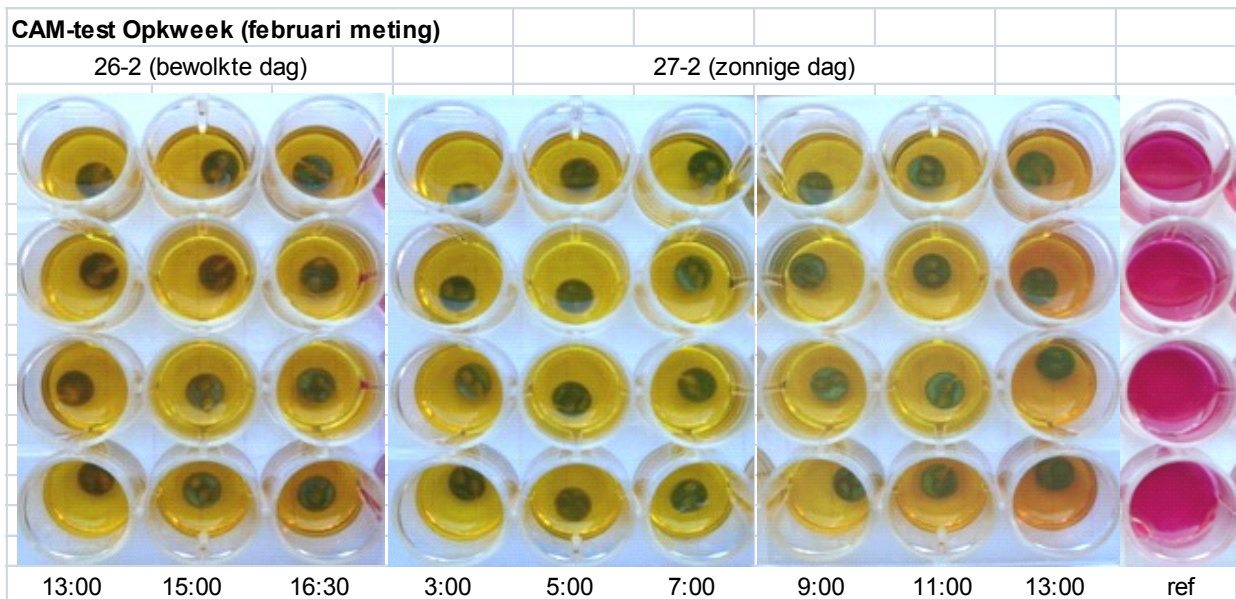 CAM-test Opkweek (februari meting)
26-2 (bewolkte dag) 27-2 (zonnige dag)
13:00 15:00 16:30 3:00 5:00 7:00 9:00 11:00 13:00 ref